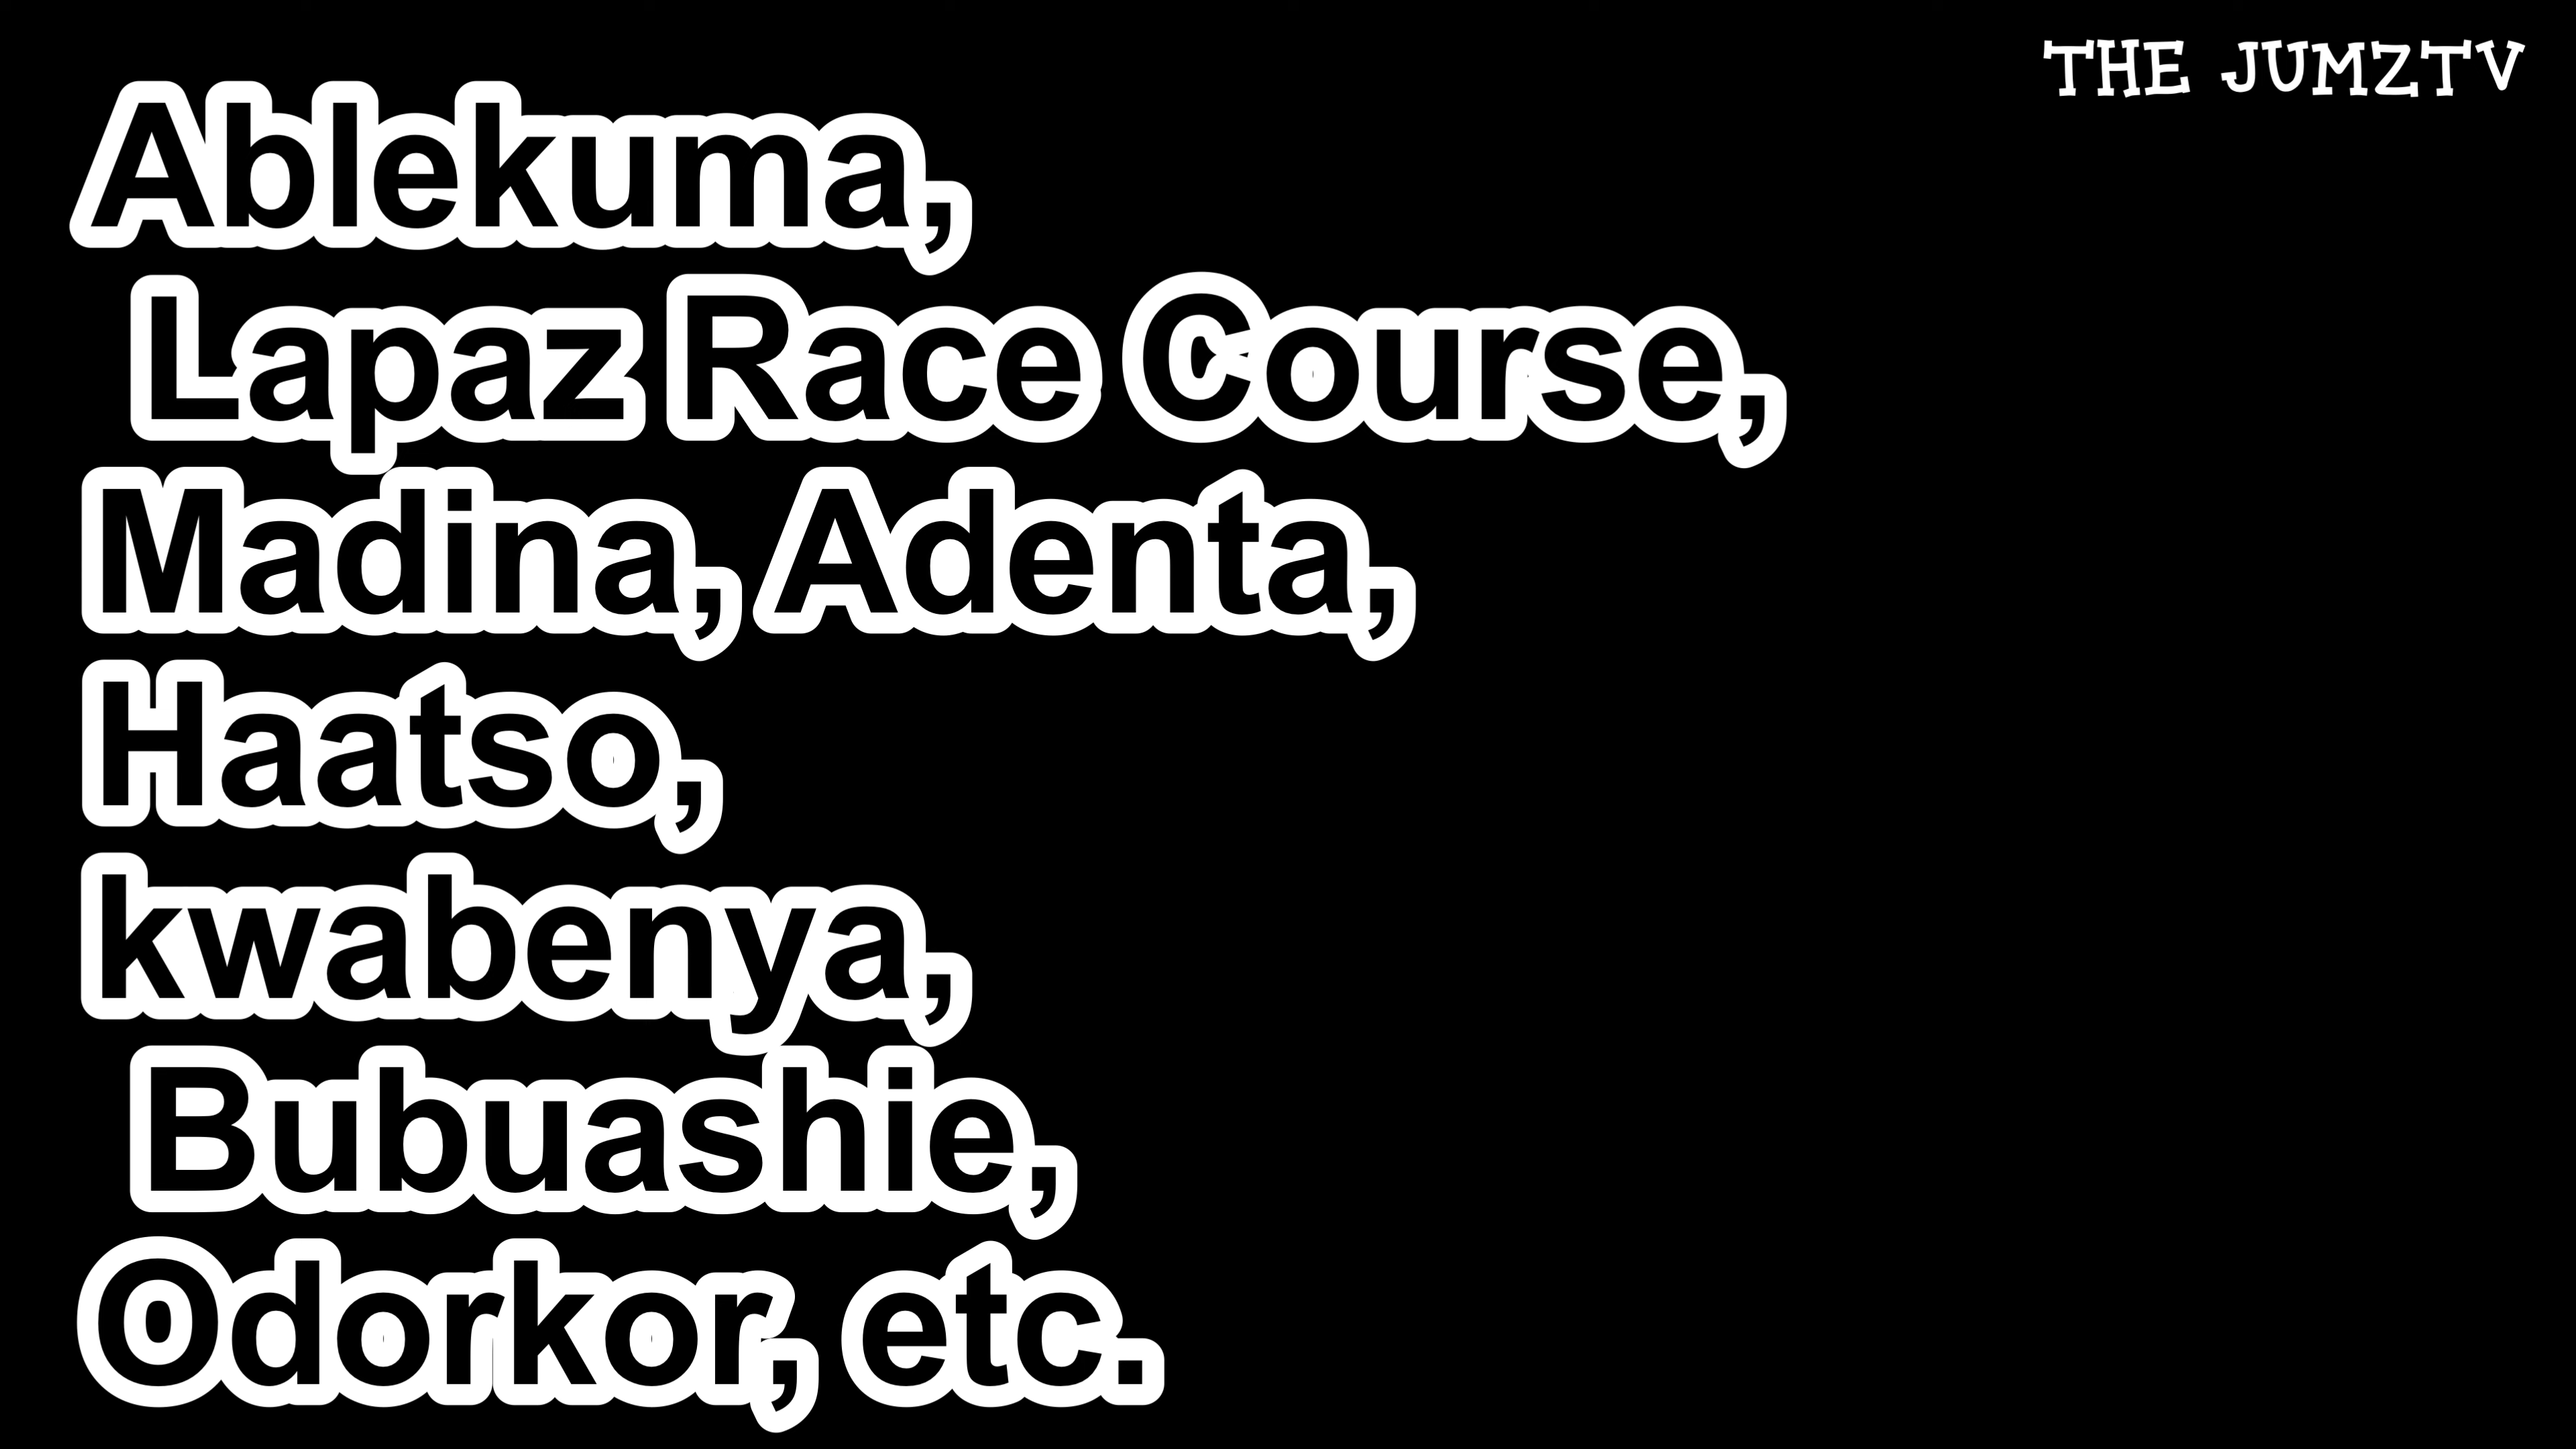 THE JUMZTV
Ablekuma,
Lapaz Race Course,
Madina, Adenta,
Haatso,
kwabenya,
Bubuashie,
Odorkor, etc.